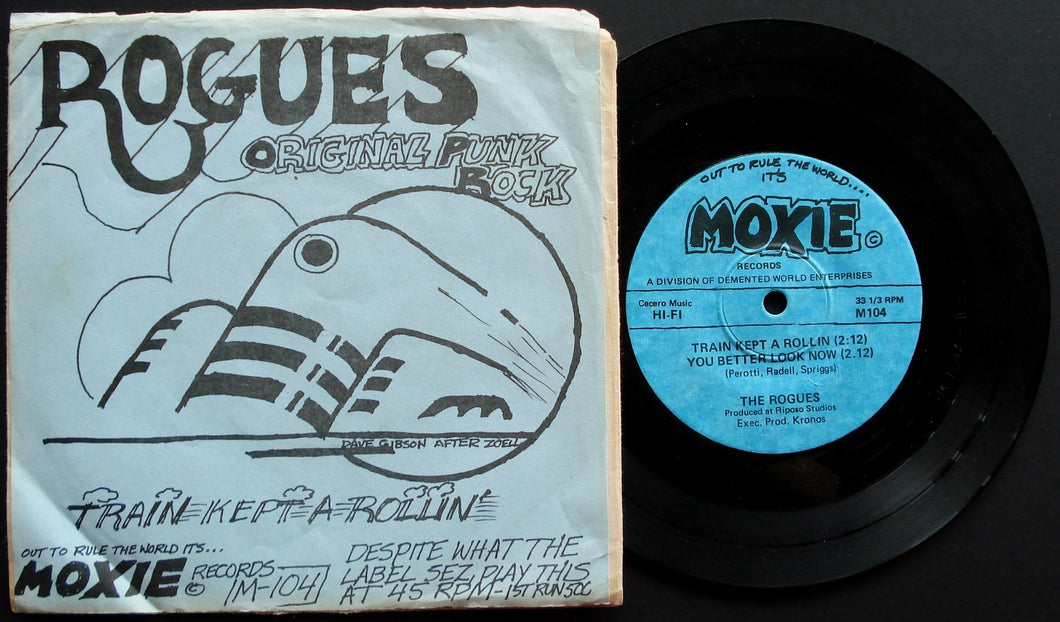 ROGUES
ORIGINAL PUNK
ROCK
DAVE GIBSON AFTER ZOELL
TRAIN KEPT A ROLLIN'
OUT TO RULE THE WORLD ITS...
MOXIE © RECORDS
M-104
DESPITE WHAT THE
LABEL SEZ, PLAY THIS
AT 45 RPM-1ST RUN 500
OUT TO RULE THE WORLD....
IT'S
MOXIE ©
RECORDS
A DIVISION OF DEMENTED WORLD ENTERPRISES
Cacero Music
HI-FI
33 1/3 RPM
M104
TRAIN KEPT A ROLLIN (2:12)
YOU BETTER LOOK NOW (2.12)
(Perotti, Radell, Spriggs)
THE ROGUES
Produced at Riposo Studios
Exec. Prod. Kronos